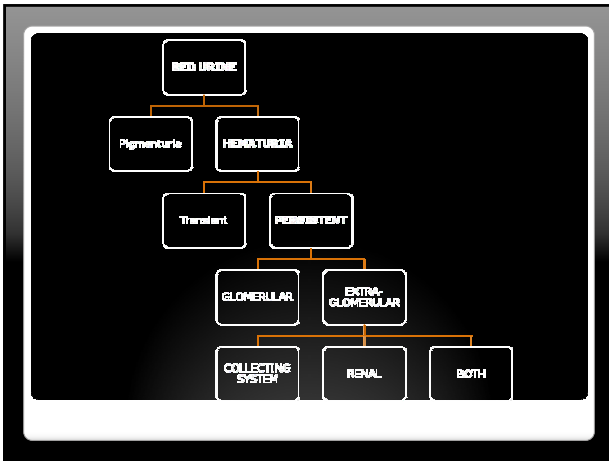 RED URINE
Pigmenturia
HEMATURIA
Transient
PERSISTENT
GLOMERULAR
EXTRA-
GLOMERULAR
COLLECTING
SYSTEM
RENAL
BOTH